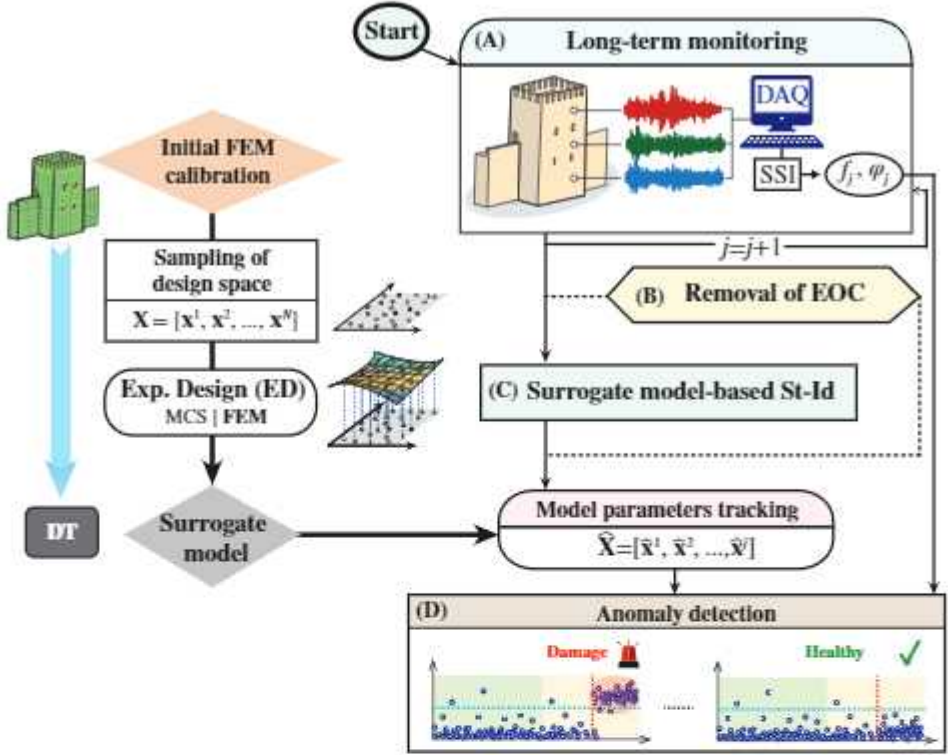 Start
(A) Long-term monitoring
DAQ
SSI
f_j, φ_j
j=j+1
Initial FEM
calibration
Sampling of
design space
X = [x¹, x², ..., xᴺ]
Exp. Design (ED)
MCS | FEM
Surrogate
model
DT
(B) Removal of EOC
(C) Surrogate model-based St-Id
Model parameters tracking
X̂=[x̂¹, x̂², ...,x̂ʲ]
(D) Anomaly detection
Damage
......
Healthy